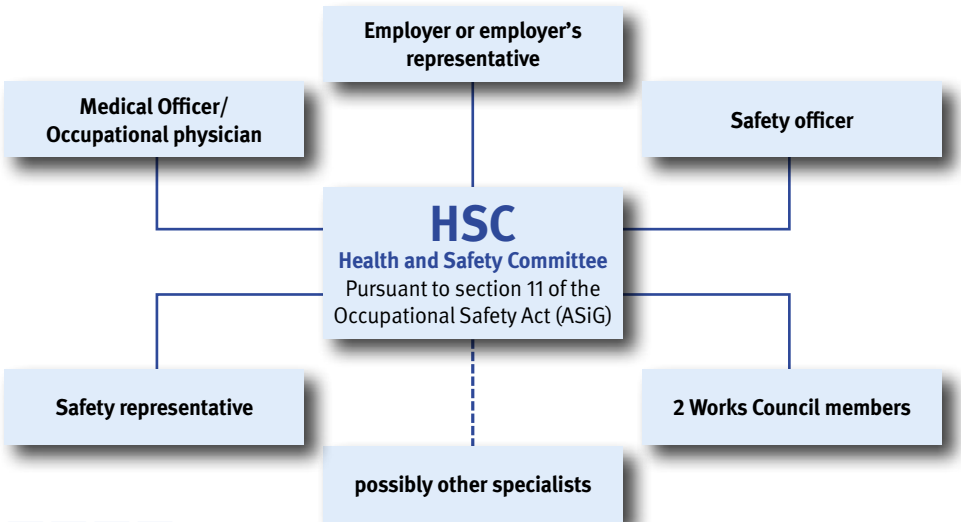 Employer or employer's
representative
Medical Officer/
Occupational physician
Safety officer
HSC
Health and Safety Committee
Pursuant to section 11 of the
Occupational Safety Act (ASiG)
Safety representative
2 Works Council members
possibly other specialists